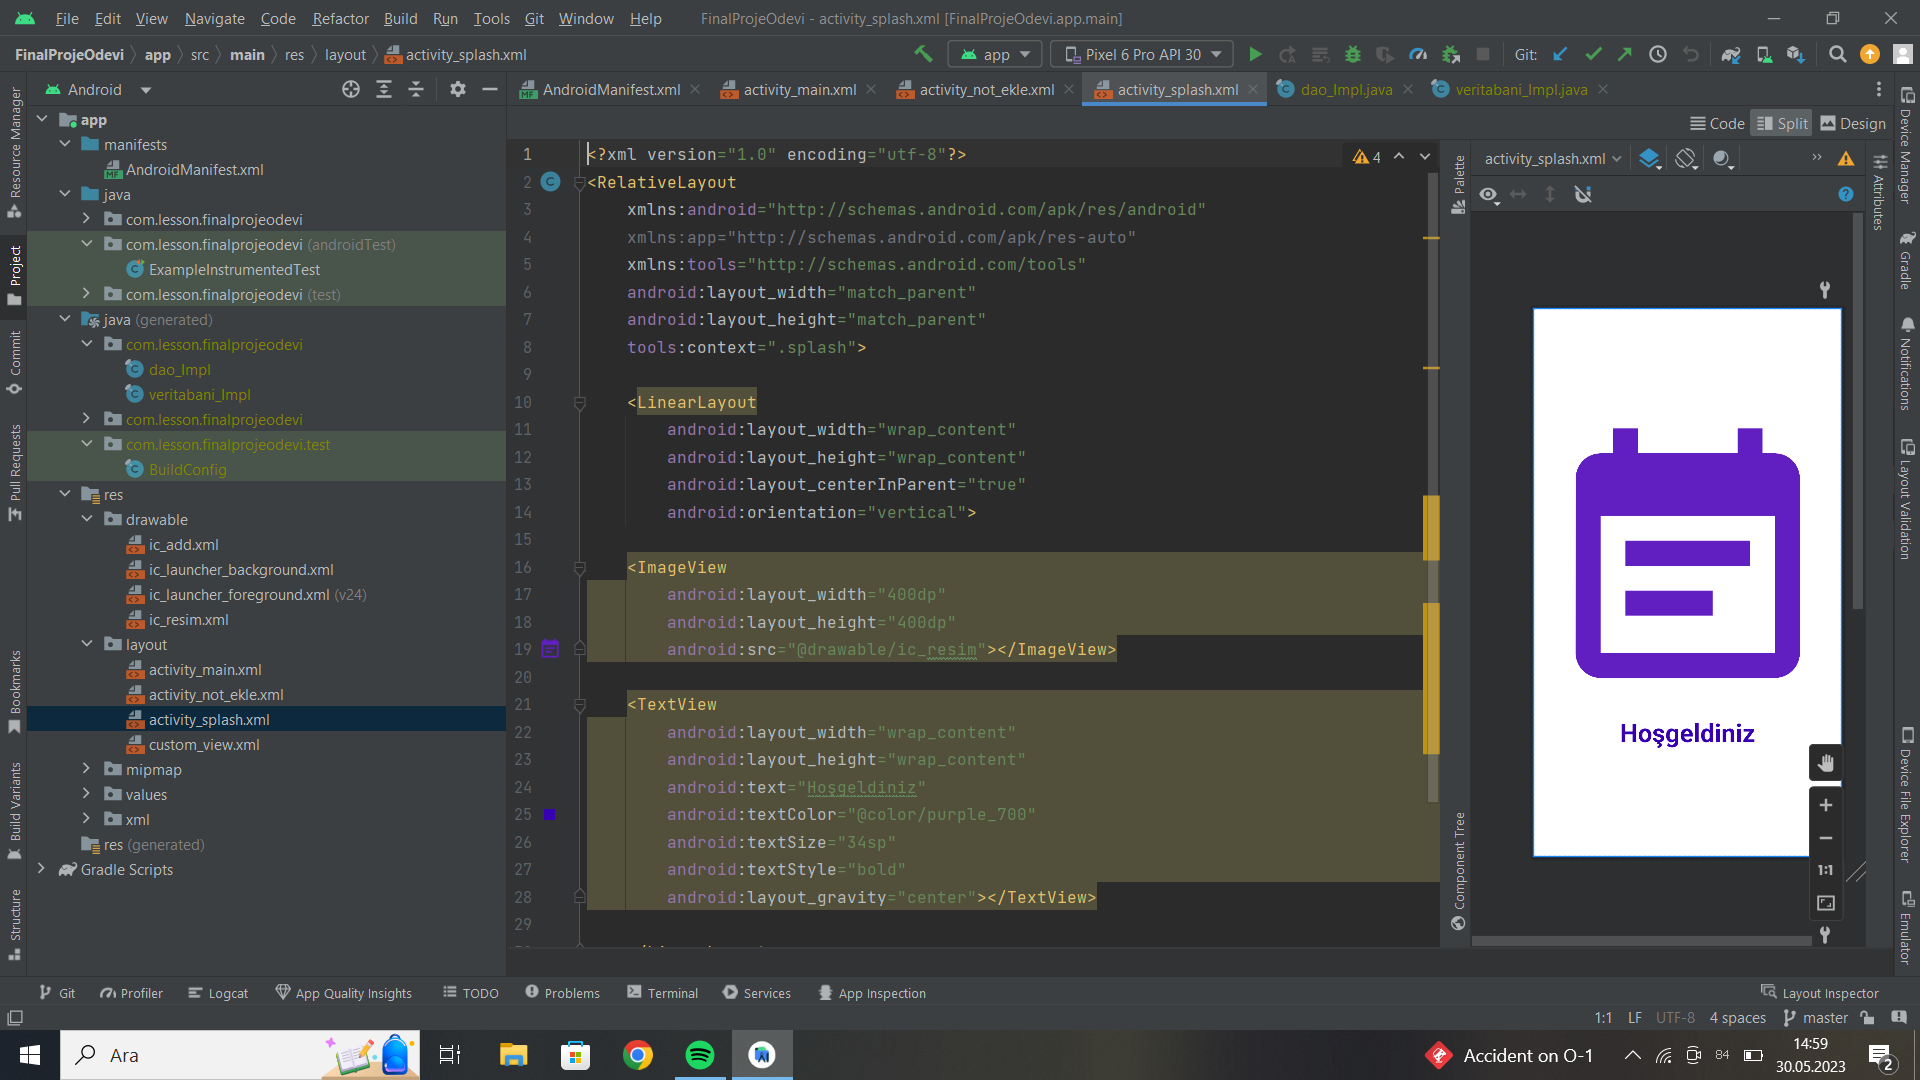 File Edit View Navigate Code Refactor Build Run Tools Git Window Help FinalProjeOdevi - activity_splash.xml [FinalProjeOdevi.app.main]
FinalProjeOdevi app src main res layout activity_splash.xml app Pixel 6 Pro API 30 Git:
Android
AndroidManifest.xml activity_main.xml activity_not_ekle.xml activity_splash.xml dao_Impl.java veritabani_Impl.java
Code Split Design
Resource Manager
Project
Commit
Pull Requests
Bookmarks
Build Variants
Structure
app
manifests
AndroidManifest.xml
java
com.lesson.finalprojeodevi
com.lesson.finalprojeodevi (androidTest)
ExampleInstrumentedTest
com.lesson.finalprojeodevi (test)
java (generated)
com.lesson.finalprojeodevi
dao_Impl
veritabani_Impl
com.lesson.finalprojeodevi
com.lesson.finalprojeodevi.test
BuildConfig
res
drawable
ic_add.xml
ic_launcher_background.xml
ic_launcher_foreground.xml (v24)
ic_resim.xml
layout
activity_main.xml
activity_not_ekle.xml
activity_splash.xml
custom_view.xml
mipmap
values
xml
res (generated)
Gradle Scripts
4
1 <?xml version="1.0" encoding="utf-8"?>
2 <RelativeLayout
3 xmlns:android="http://schemas.android.com/apk/res/android"
4 xmlns:app="http://schemas.android.com/apk/res-auto"
5 xmlns:tools="http://schemas.android.com/tools"
6 android:layout_width="match_parent"
7 android:layout_height="match_parent"
8 tools:context=".splash">
9
10 <LinearLayout
11 android:layout_width="wrap_content"
12 android:layout_height="wrap_content"
13 android:layout_centerInParent="true"
14 android:orientation="vertical">
15
16 <ImageView
17 android:layout_width="400dp"
18 android:layout_height="400dp"
19 android:src="@drawable/ic_resim"></ImageView>
20
21 <TextView
22 android:layout_width="wrap_content"
23 android:layout_height="wrap_content"
24 android:text="Hoşgeldiniz"
25 android:textColor="@color/purple_700"
26 android:textSize="34sp"
27 android:textStyle="bold"
28 android:layout_gravity="center"></TextView>
29
Palette
Component Tree
activity_splash.xml
Hoşgeldiniz
1:1
Attributes
Device Manager
Gradle
Notifications
Layout Validation
Device File Explorer
Emulator
Git Profiler Logcat App Quality Insights TODO Problems Terminal Services App Inspection Layout Inspector
1:1 LF UTF-8 4 spaces master
Ara
Accident on O-1
84
14:59
30.05.2023
2